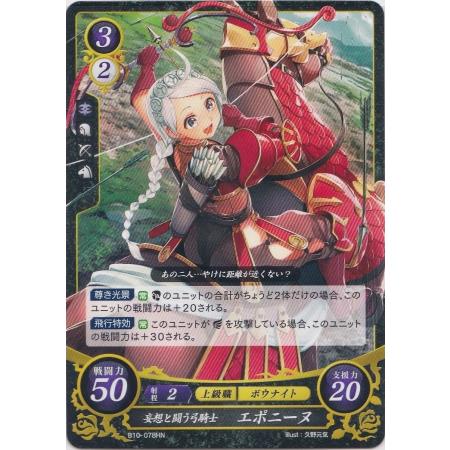 3
2
あの二人…やけに距離が近くない?
尊き光景 常 のユニットの合計がちょうど2体だけの場合、この
ユニットの戦闘力は+20される。
飛行特効 常 このユニットが を攻撃している場合、このユニット
の戦闘力は+30される。
戦闘力
50
射程 2
上級職
ボウナイト
支援力
20
妄想と闘う弓騎士 エポニーヌ
B10-078HN
illust:久野元気